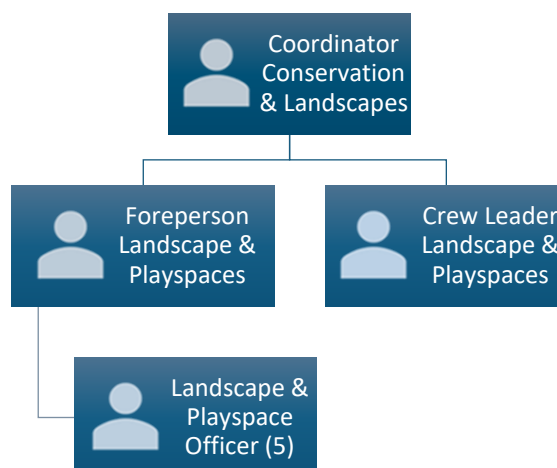 Coordinator
Conservation
& Landscapes
Foreperson
Landscape &
Playspaces
Crew Leader
Landscape &
Playspaces
Landscape &
Playspace
Officer (5)